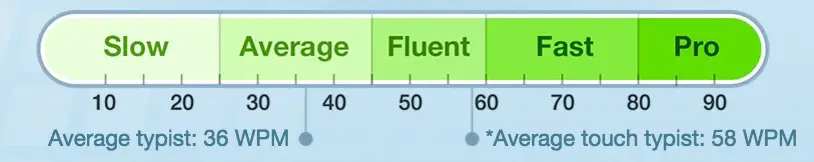 Slow Average Fluent Fast Pro
10 20 30 40 50 60 70 80 90
Average typist: 36 WPM *Average touch typist: 58 WPM